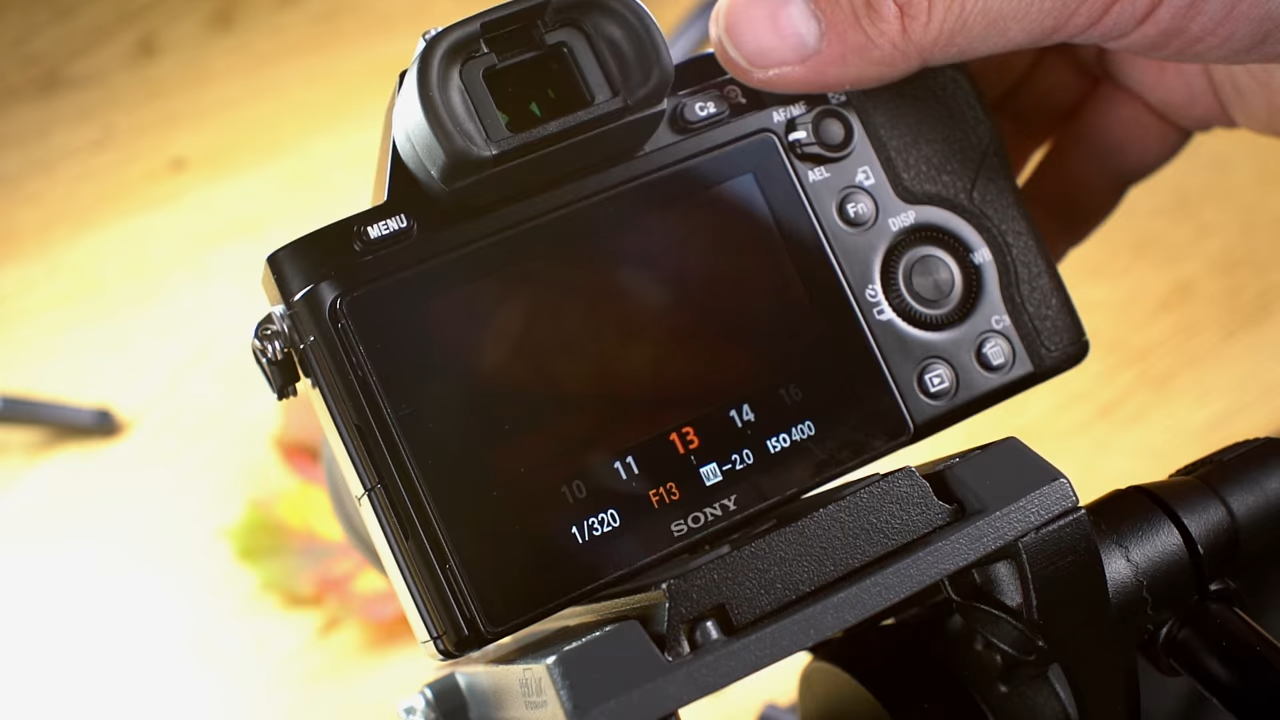 C2
AF/MF
AEL
MENU
Fn
DISP
WB
C3
10 11 13 14 16
1/320 F13 MM -2.0 ISO 400
SONY